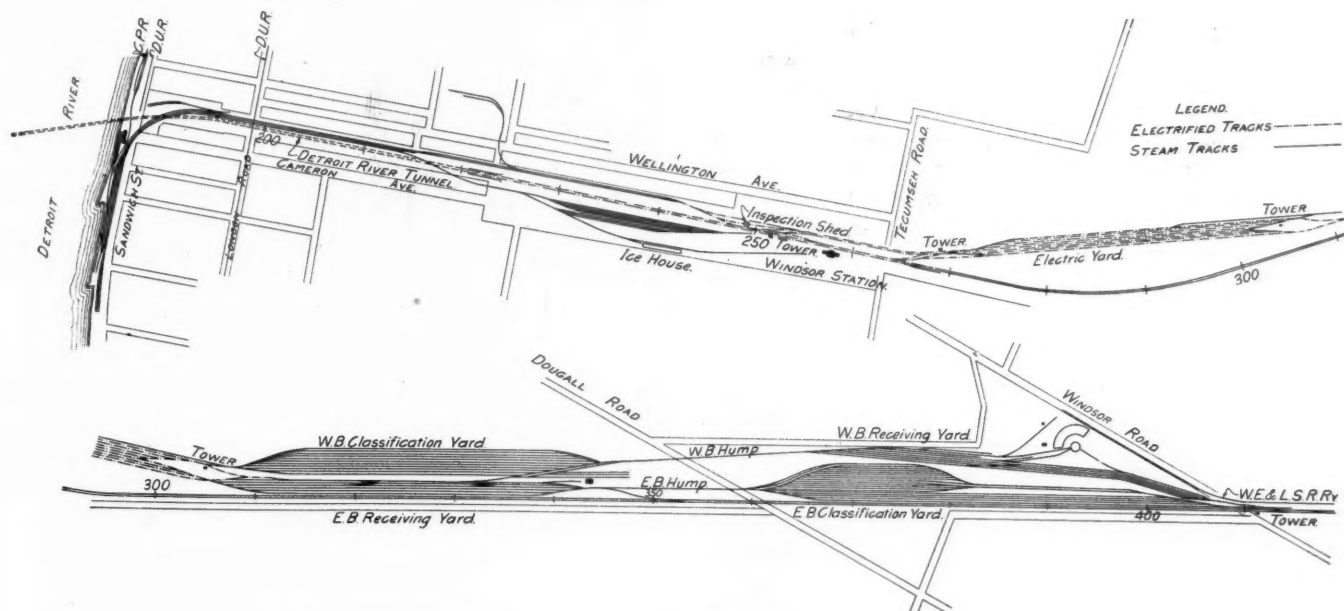 C.P.R.
D.U.R.
D.U.R.
RIVER
DETROIT
SANDWICH ST.
LONDON ROAD
200
DETROIT RIVER TUNNEL
CAMERON AVE.
WELLINGTON AVE.
Inspection Shed
250 TOWER
Ice House.
WINDSOR STATION.
TECUMSEH ROAD.
TOWER.
Electric Yard.
TOWER
300
LEGEND.
ELECTRIFIED TRACKS
STEAM TRACKS
DOUGALL ROAD
WINDSOR ROAD
W.B. Classification Yard
W.B. Receiving Yard
W.B. Hump
TOWER
E.B. Hump
300
350
E.B. Receiving Yard.
E.B. Classification Yard.
400
W.E.& L.S.R.Ry
TOWER